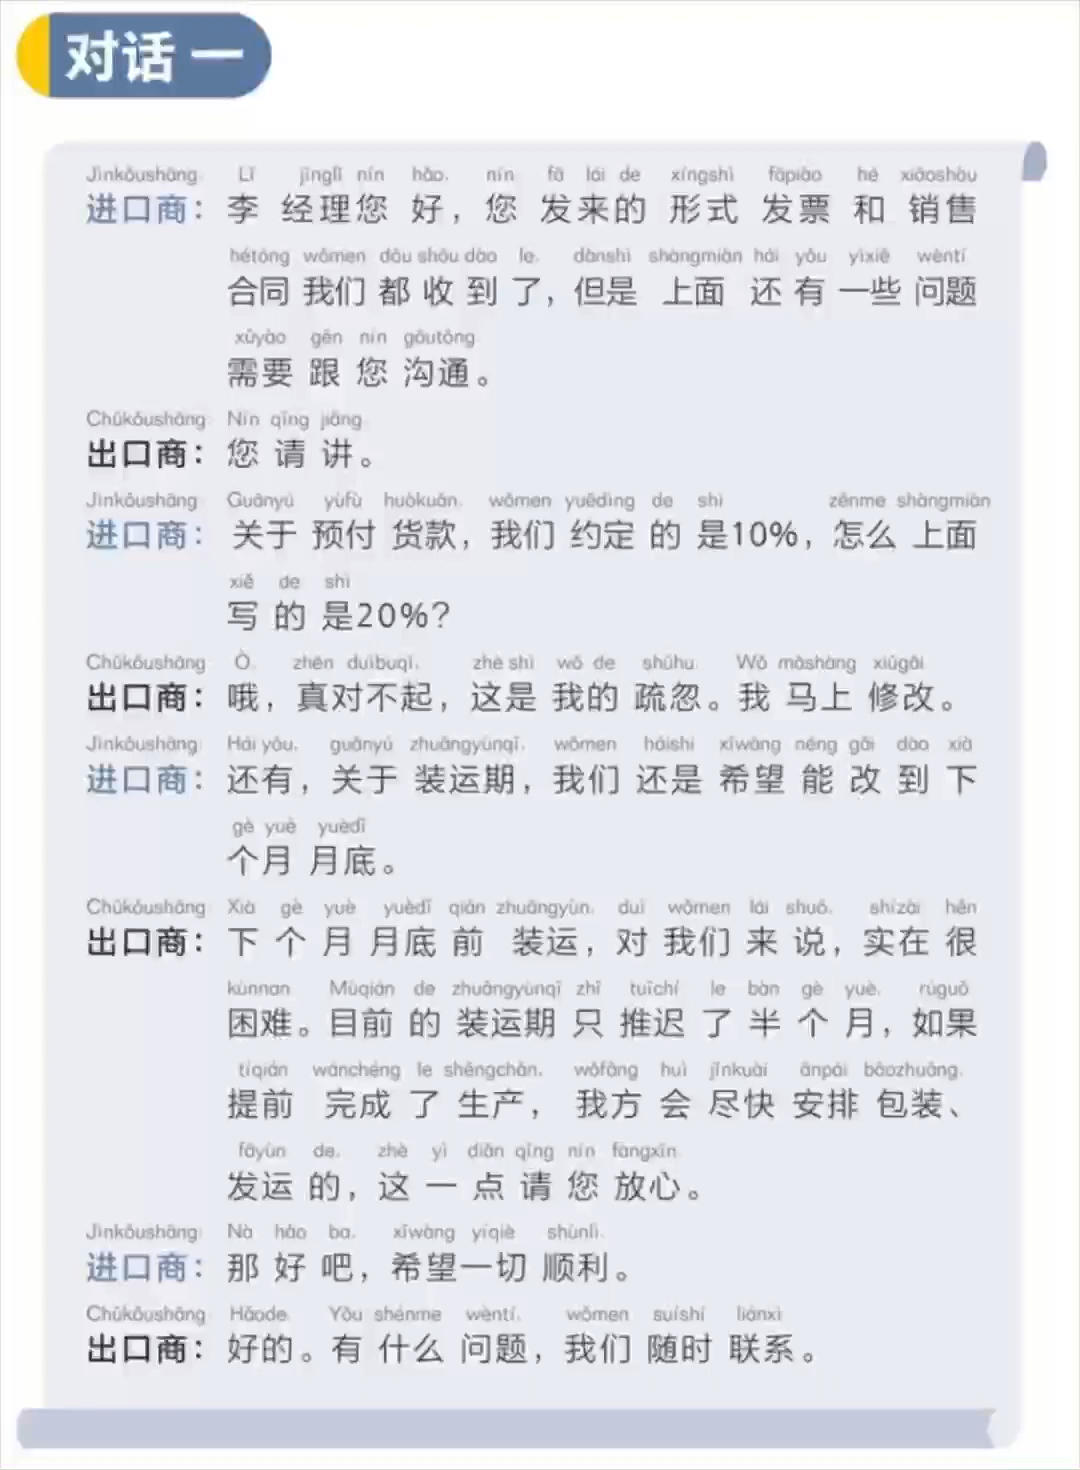 对话 一
Jìnkǒushāng: Lǐ jīnglǐ nín hǎo, nín fā lái de xíngshì fāpiào hé xiāoshòu
进口商：李 经理您 好，您 发来的 形式 发票 和 销售
hétong wǒmen dōu shōu dào le, dànshì shàngmiàn hái yǒu yìxiē wèntí
合同 我们 都 收 到 了，但是 上面 还 有 一些 问题
xūyào gēn nín gōutōng
需要 跟 您 沟通。
Chūkǒushāng: Nín qǐng jiǎng.
出口商：您 请 讲。
Jìnkǒushāng: Guānyú yùfù huòkuǎn, wǒmen yuēdìng de shì zěnme shàngmiàn
进口商：关于 预付 货款，我们 约定 的 是10%，怎么 上面
xiě de shì
写 的 是20%？
Chūkǒushāng: Ò, zhēn duìbuqǐ, zhè shì wǒ de shūhu. Wǒ mǎshàng xiūgǎi
出口商：哦，真对不起，这是 我的 疏忽。我 马上 修改。
Jìnkǒushāng: Hái yǒu, guānyú zhuāngyùnqī, wǒmen háishi xīwàng néng gǎi dào xià
进口商：还有，关于 装运期，我们 还是 希望 能 改 到 下
gè yuè yuèdǐ
个月 月底。
Chūkǒushāng: Xià gè yuè yuèdǐ qián zhuāngyùn, duì wǒmen lái shuō, shízài hěn
出口商：下 个 月 月底 前 装运，对 我们 来 说，实在 很
kùnnan Mùqián de zhuāngyùnqī zhǐ tuīchí le bàn gè yuè, rúguǒ
困难。目前 的 装运期 只 推迟 了 半 个 月，如果
tíqián wánchéng le shēngchǎn, wǒfāng huì jǐnkuài ānpái bāozhuāng,
提前 完成 了 生产，我方 会 尽快 安排 包装、
fāyùn de, zhè yì diǎn qǐng nín fàngxīn
发运 的，这 一 点 请 您 放心。
Jìnkǒushāng: Nà hǎo ba, xīwàng yíqiè shùnlì.
进口商：那 好 吧，希望一切 顺利。
Chūkǒushāng: Hǎode. Yǒu shénme wèntí, wǒmen suíshí liánxì
出口商：好的。有 什么 问题，我们 随时 联系。